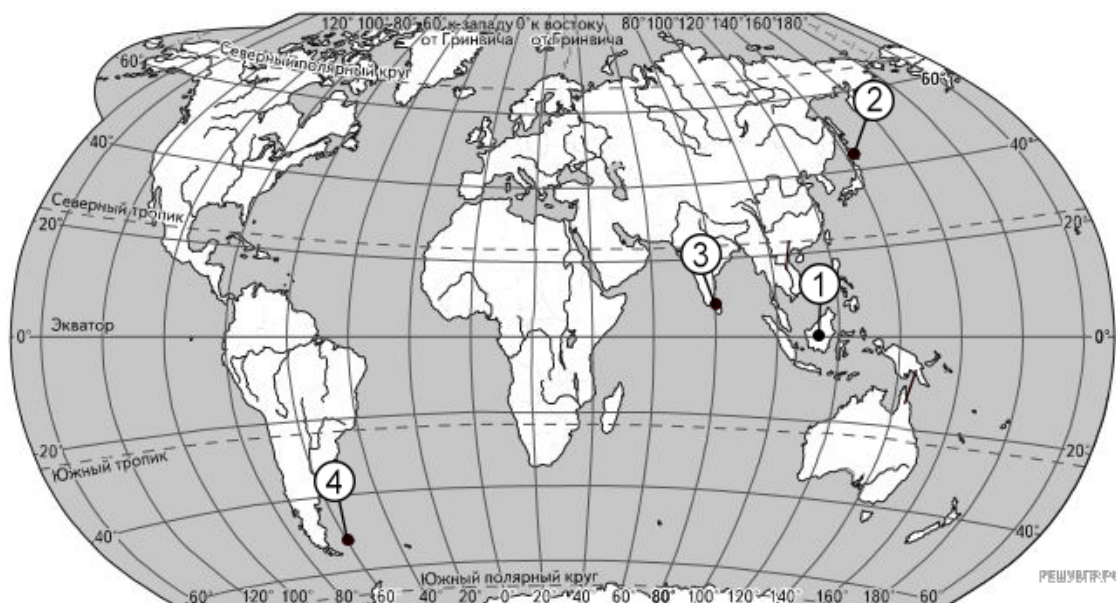 120° 100° 80° 60° к западу 0° к востоку 80° 100° 120° 140° 160° 180°
от Гринвича от Гринвича
60° Северный полярный круг 60°
2
40° 40°
Северный тропик
20° 20°
3
1
Экватор
0° 0°
20° 20°
Южный тропик
4
40° 40°
Южный полярный круг
60° 120° 100° 80° 60° 40° 20° 0° 20° 40° 60° 80° 100° 120° 140° 160° 180° 60°